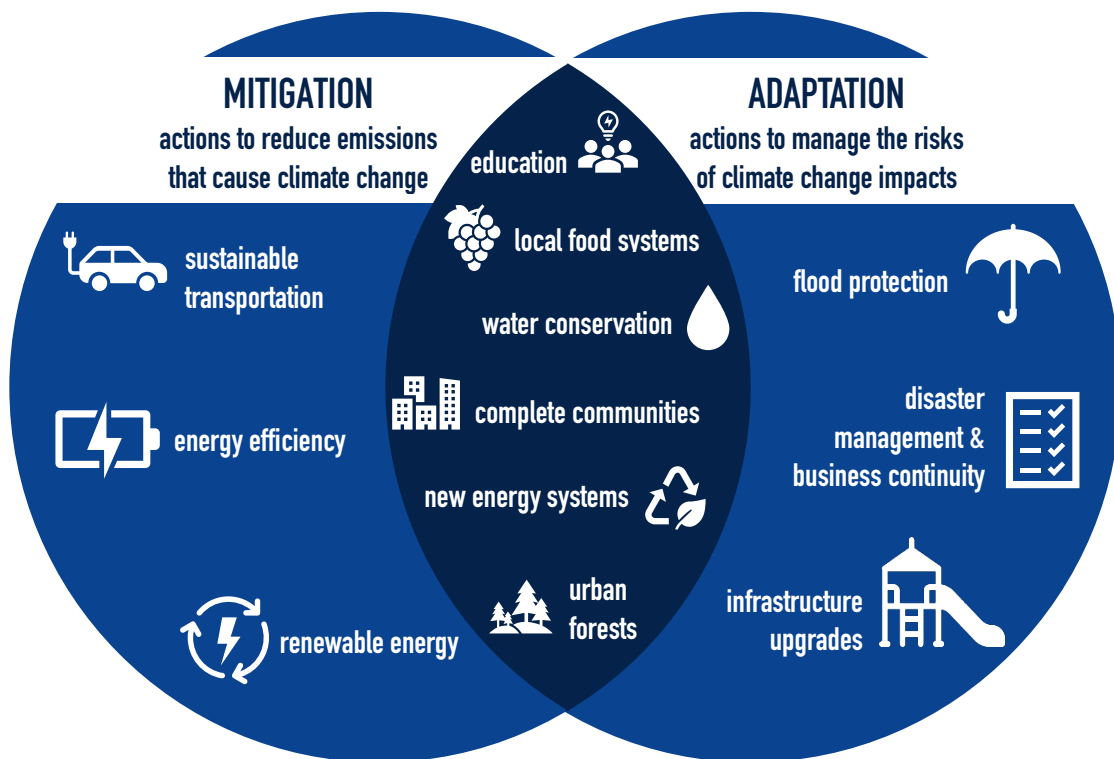 MITIGATION
actions to reduce emissions
that cause climate change
sustainable
transportation
energy efficiency
renewable energy
education
local food systems
water conservation
complete communities
new energy systems
urban
forests
ADAPTATION
actions to manage the risks
of climate change impacts
flood protection
disaster
management &
business continuity
infrastructure
upgrades